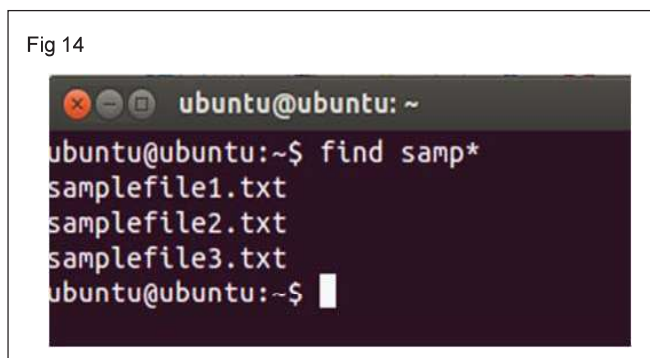 Fig 14
ubuntu@ubuntu: ~
ubuntu@ubuntu:~$ find samp*
samplefile1.txt
samplefile2.txt
samplefile3.txt
ubuntu@ubuntu:~$